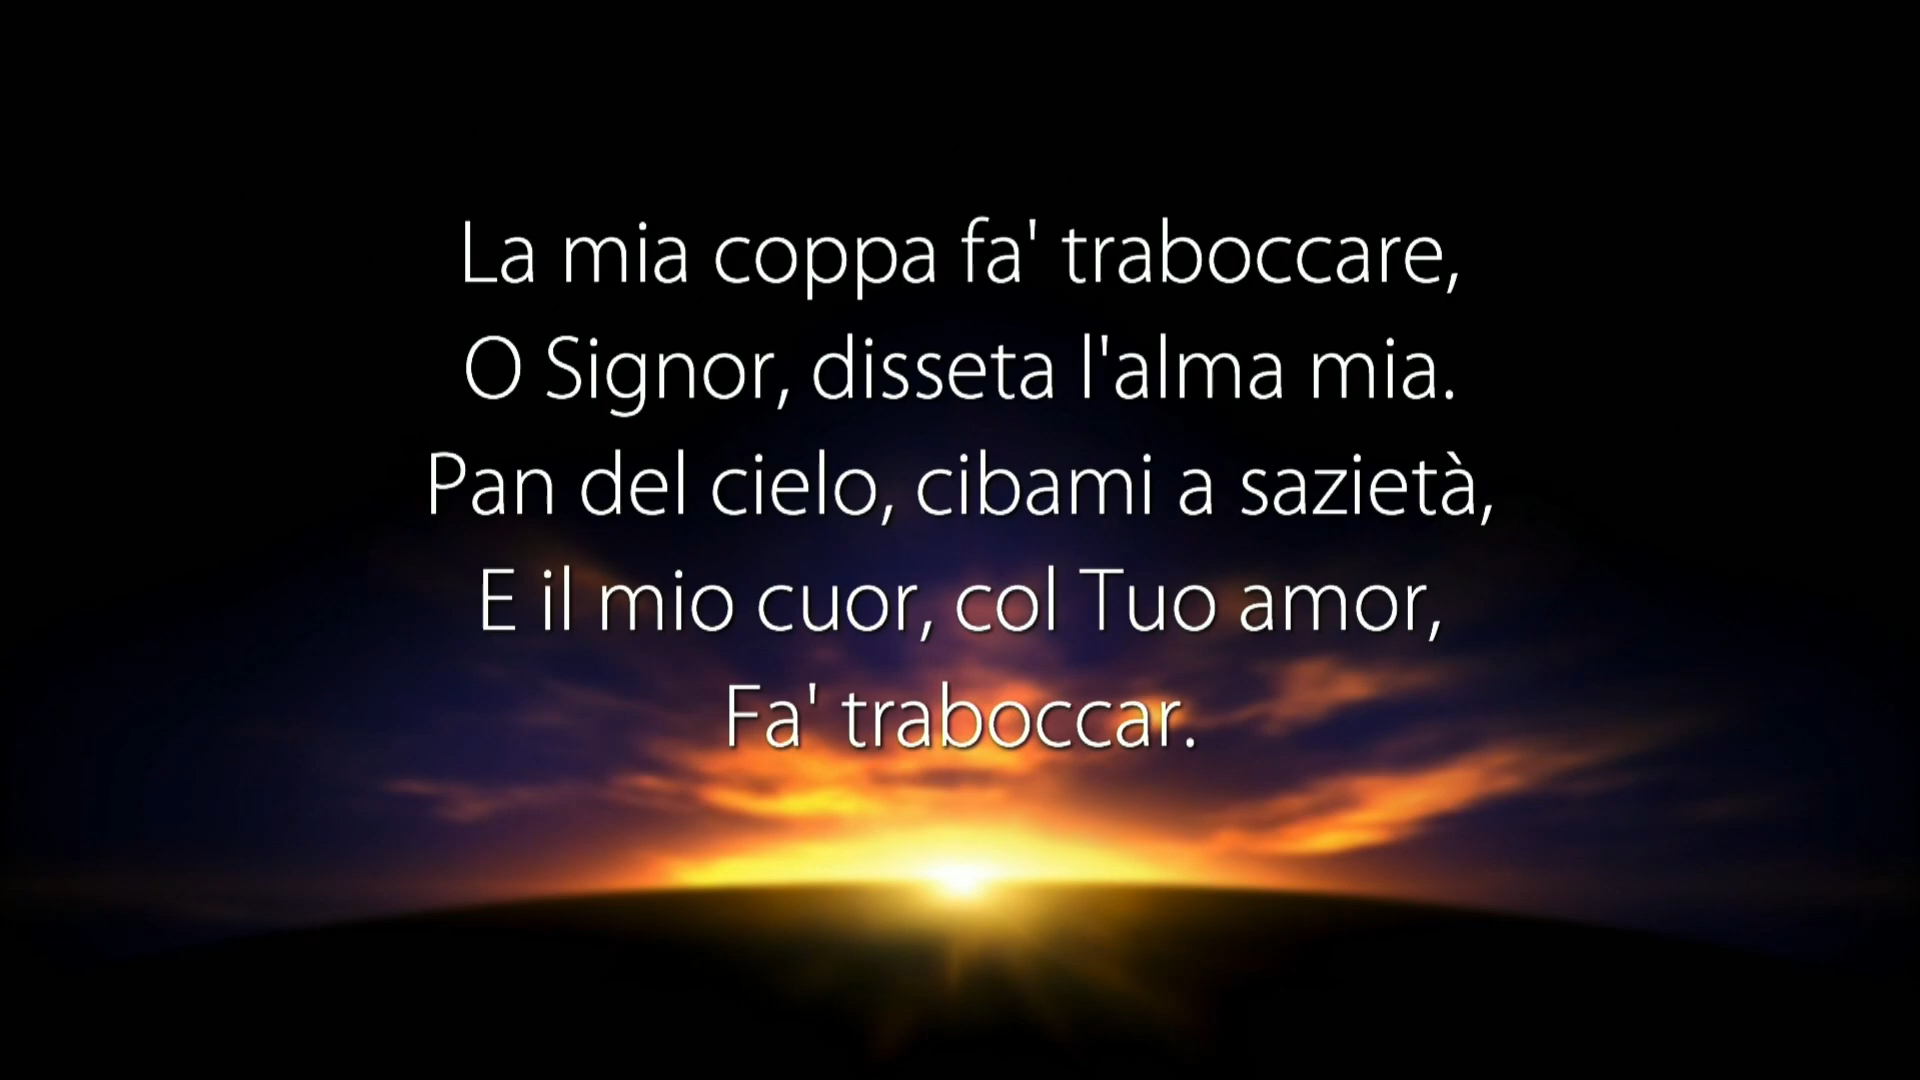 La mia coppa fa' traboccare,
O Signor, disseta l'alma mia.
Pan del cielo, cibami a sazietà,
E il mio cuor, col Tuo amor,
Fa' traboccar.